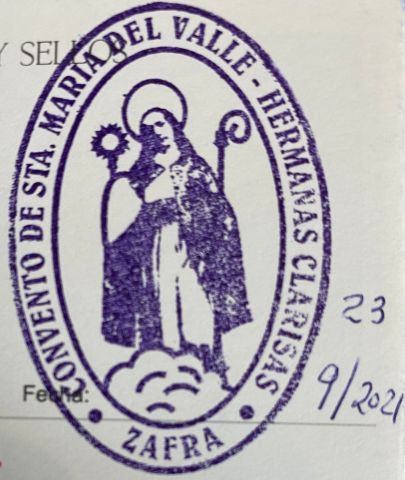 Y SELLOS
CONVENTO DE STA. MARIA DEL VALLE - HERMANAS CLARISAS
ZAFRA
23
Fecha: 9/2021